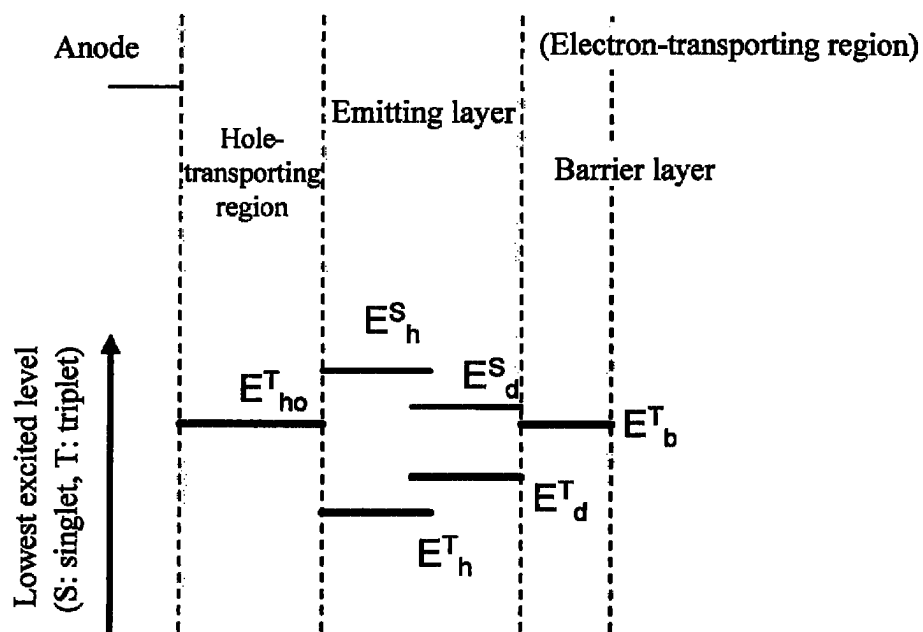 Anode
(Electron-transporting region)
Emitting layer
Hole-
transporting
region
Barrier layer
E^S_h
E^S_d
E^T_ho
E^T_b
E^T_d
E^T_h
Lowest excited level
(S: singlet, T: triplet)